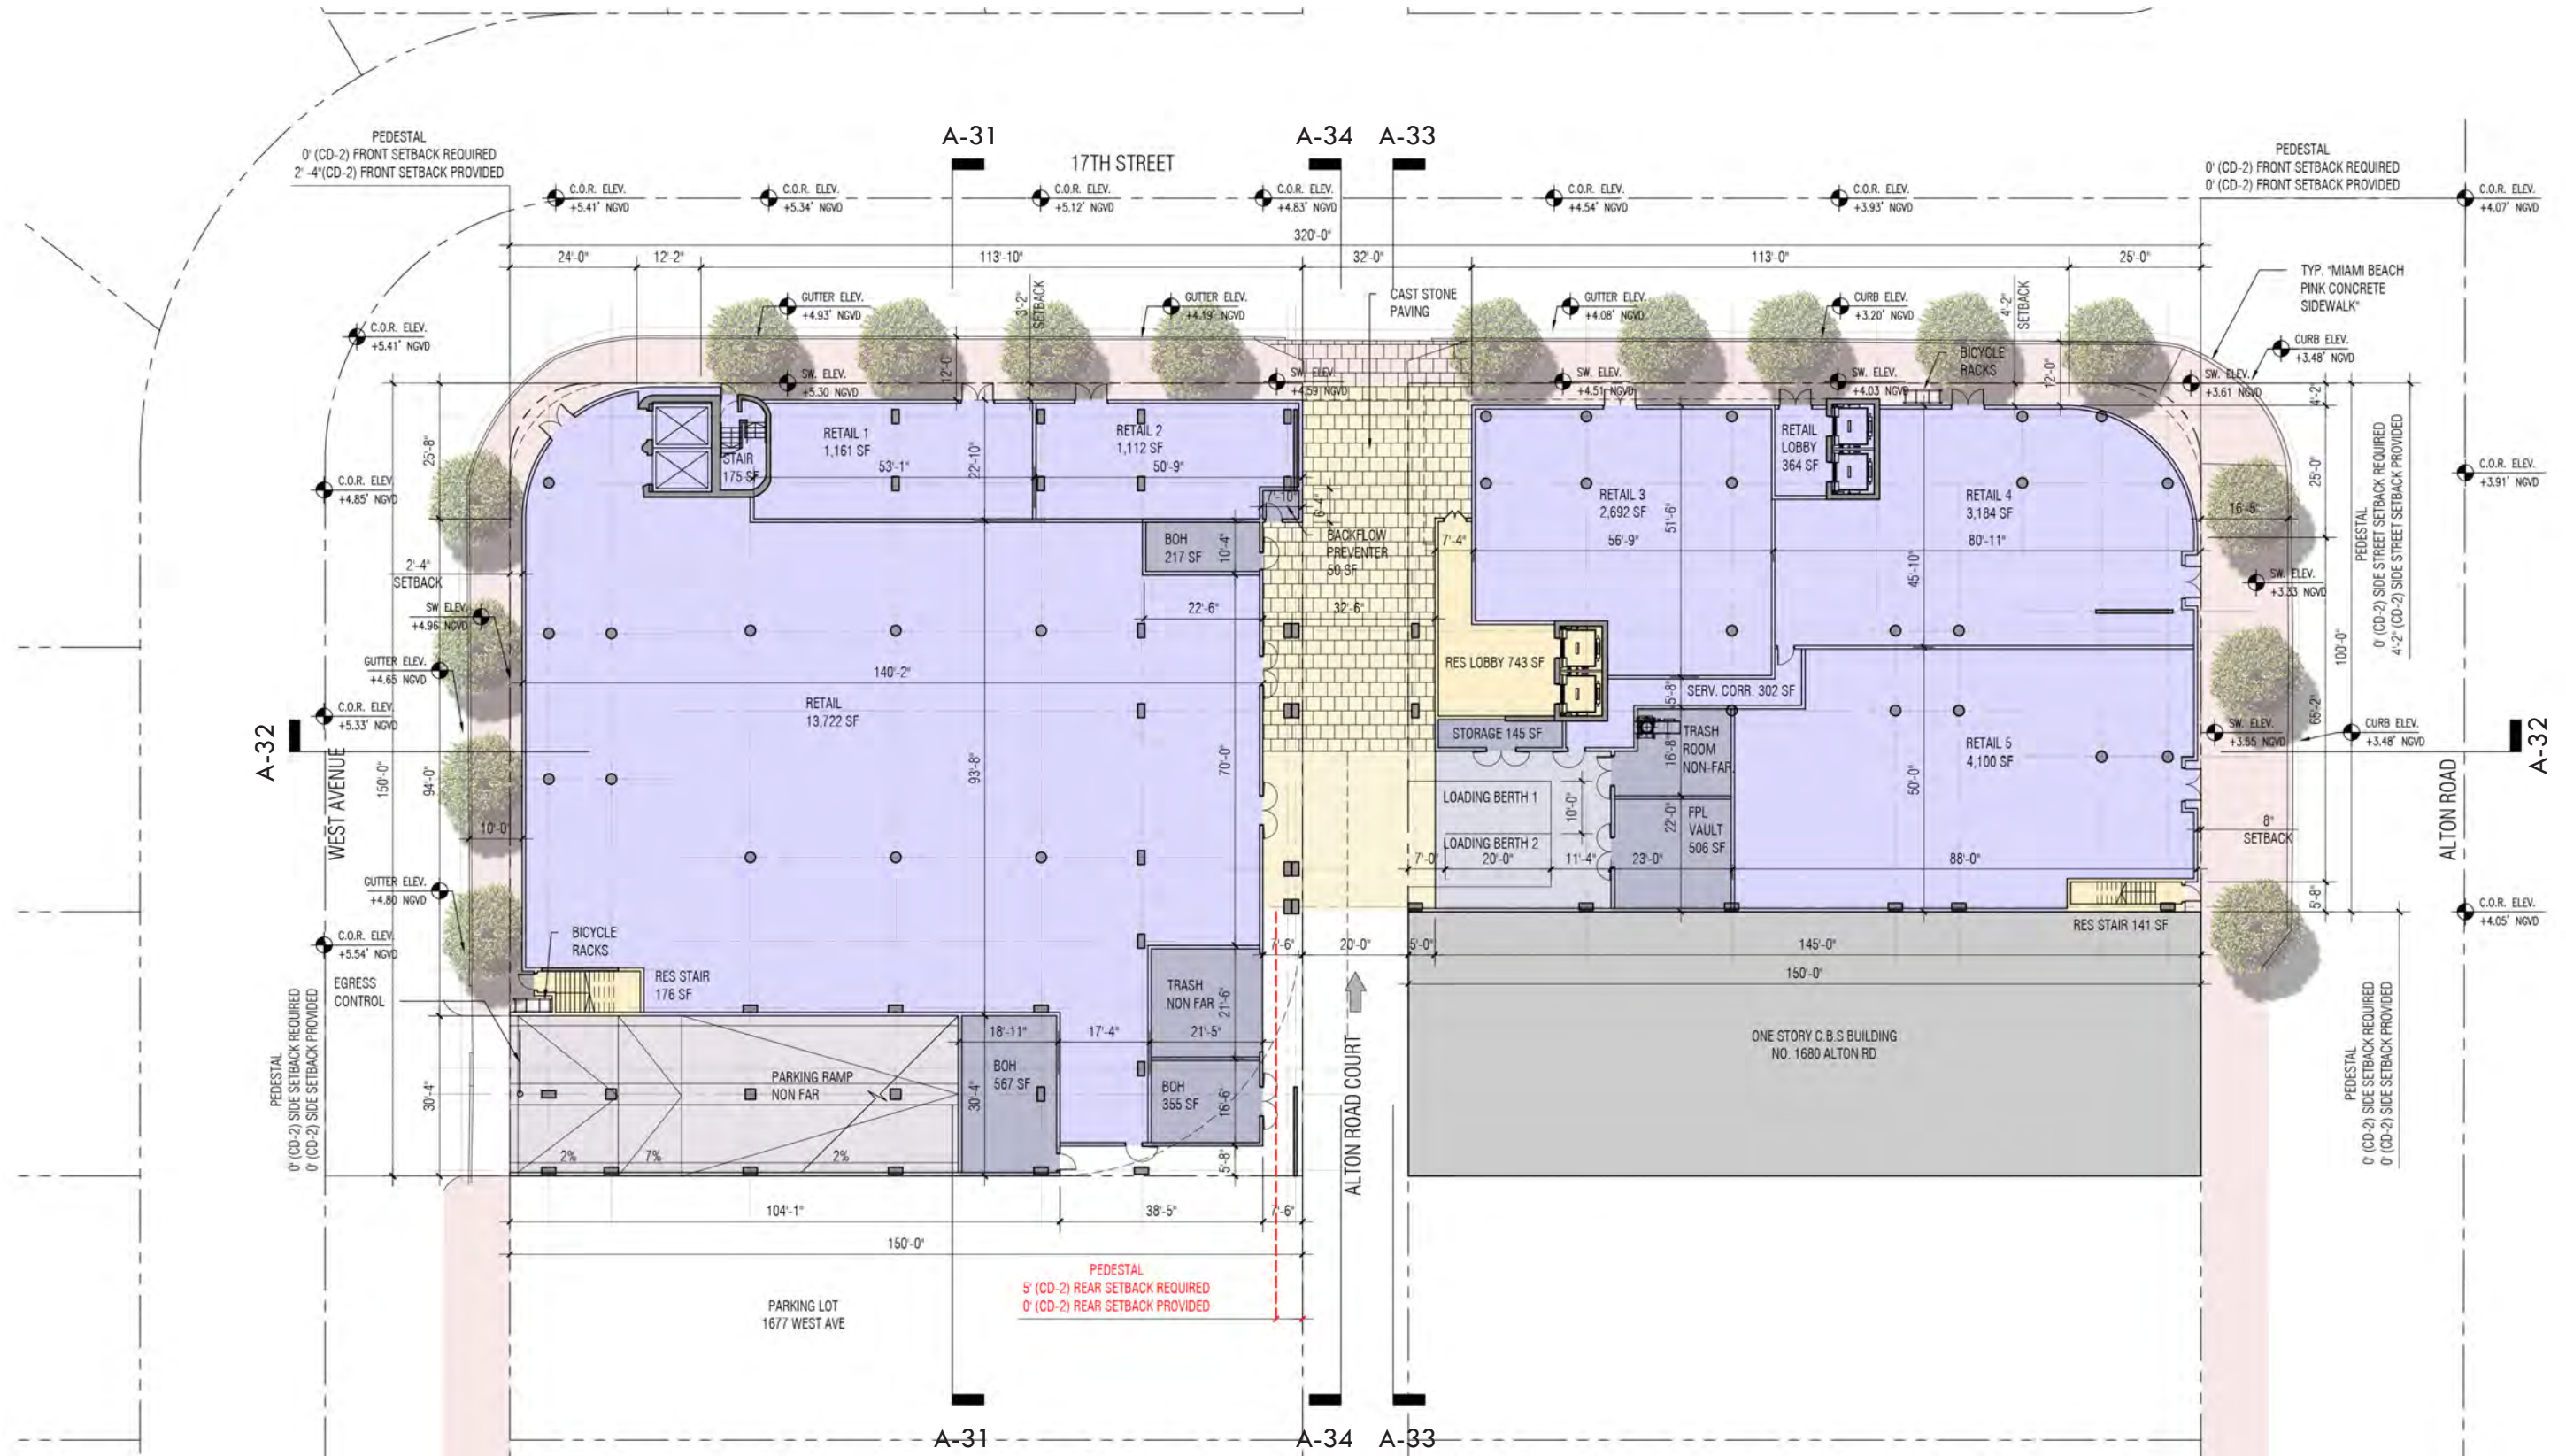 A-31
A-34
A-33
17TH STREET
PEDESTAL
0' (CD-2) FRONT SETBACK REQUIRED
2' -4"(CD-2) FRONT SETBACK PROVIDED
PEDESTAL
0' (CD-2) FRONT SETBACK REQUIRED
0' (CD-2) FRONT SETBACK PROVIDED
C.O.R. ELEV.
+5.41' NGVD
C.O.R. ELEV.
+5.34' NGVD
C.O.R. ELEV.
+5.12' NGVD
C.O.R. ELEV.
+4.83' NGVD
C.O.R. ELEV.
+4.54' NGVD
C.O.R. ELEV.
+3.93' NGVD
C.O.R. ELEV.
+4.07' NGVD
320'-0"
24'-0"
12'-2"
113'-10"
32'-0"
113'-0"
25'-0"
TYP. "MIAMI BEACH
PINK CONCRETE
SIDEWALK"
GUTTER ELEV.
+4.93' NGVD
3'-2"
SETBACK
GUTTER ELEV.
+4.19' NGVD
CAST STONE
PAVING
GUTTER ELEV.
+4.08' NGVD
CURB ELEV.
+3.20' NGVD
4'-2"
SETBACK
C.O.R. ELEV.
+5.41' NGVD
CURB ELEV.
+3.48' NGVD
12'-0"
BICYCLE
RACKS
12'-0"
SW. ELEV.
+5.30 NGVD
SW. ELEV.
+4.59 NGVD
SW. ELEV.
+4.51 NGVD
SW. ELEV.
+4.03 NGVD
SW. ELEV.
+3.61 NGVD
4'-2"
25'-8"
STAIR
175 SF
RETAIL 1
1,161 SF
53'-1"
22'-10"
RETAIL 2
1,112 SF
50'-9"
RETAIL
LOBBY
364 SF
RETAIL 3
2,692 SF
51'-6"
56'-9"
RETAIL 4
3,184 SF
80'-11"
45'-10"
25'-0"
16'-5"
PEDESTAL
0' (CD-2) SIDE STREET SETBACK REQUIRED
4'-2" (CD-2) SIDE STREET SETBACK PROVIDED
C.O.R. ELEV.
+3.91' NGVD
C.O.R. ELEV.
+4.85' NGVD
7'-10"
6'-4"
BACKFLOW
PREVENTER
50 SF
7'-4"
BOH
217 SF
10'-4"
2'-4"
SETBACK
22'-6"
32'-6"
SW. ELEV.
+3.33 NGVD
SW ELEV.
+4.96 NGVD
GUTTER ELEV.
+4.65 NGVD
140'-2"
RETAIL
13,722 SF
RES LOBBY 743 SF
5'-8"
SERV. CORR. 302 SF
100'-0"
65'-2"
C.O.R. ELEV.
+5.33' NGVD
A-32
WEST AVENUE
150'-0"
94'-0"
93'-8"
70'-0"
STORAGE 145 SF
TRASH
ROOM
NON-FAR
16'-8"
RETAIL 5
4,100 SF
50'-0"
SW. ELEV.
+3.55 NGVD
CURB ELEV.
+3.48' NGVD
A-32
ALTON ROAD
LOADING BERTH 1
10'-0"
LOADING BERTH 2
FPL
VAULT
506 SF
22'-0"
10'-0"
8"
SETBACK
7'-0"
20'-0"
11'-4"
23'-0"
88'-0"
GUTTER ELEV.
+4.80 NGVD
5'-8"
C.O.R. ELEV.
+4.05' NGVD
RES STAIR 141 SF
C.O.R. ELEV.
+5.54' NGVD
BICYCLE
RACKS
EGRESS
CONTROL
RES STAIR
176 SF
7'-6"
20'-0"
5'-0"
145'-0"
150'-0"
TRASH
NON FAR
21'-6"
21'-5"
18'-11"
17'-4"
ONE STORY C.B.S BUILDING
NO. 1680 ALTON RD
PEDESTAL
0' (CD-2) SIDE SETBACK REQUIRED
0' (CD-2) SIDE SETBACK PROVIDED
PEDESTAL
0' (CD-2) SIDE SETBACK REQUIRED
0' (CD-2) SIDE SETBACK PROVIDED
30'-4"
PARKING RAMP
NON FAR
BOH
567 SF
30'-4"
BOH
355 SF
16'-6"
5'-8"
2%
7%
2%
ALTON ROAD COURT
104'-1"
38'-5"
7'-6"
150'-0"
PEDESTAL
5' (CD-2) REAR SETBACK REQUIRED
0' (CD-2) REAR SETBACK PROVIDED
PARKING LOT
1677 WEST AVE
A-31
A-34
A-33